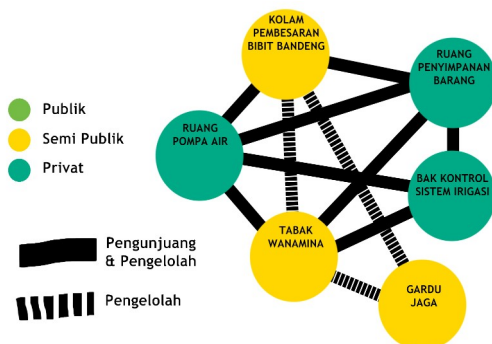 KOLAM
PEMBESARAN
BIBIT BANDENG
RUANG
PENYIMPANAN
BARANG
Publik
Semi Publik
Privat
RUANG
POMPA AIR
BAK KONTROL
SISTEM IRIGASI
TABAK
WANAMINA
GARDU
JAGA
Pengunjuang
& Pengelolah
Pengelolah